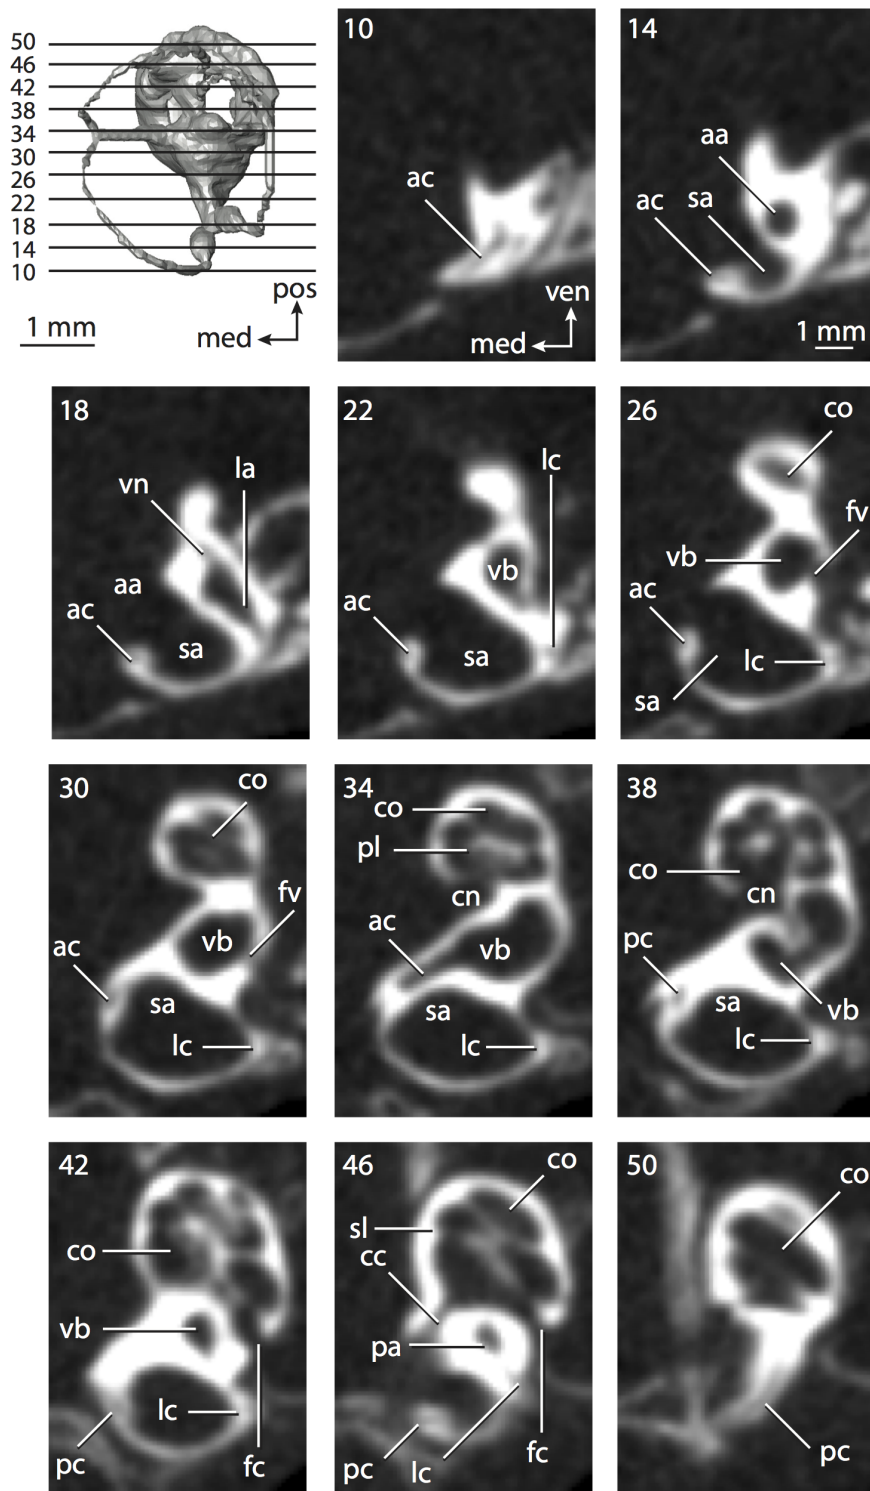 50
46
42
38
34
30
26
22
18
14
10
pos
med
1 mm
10
ac
ven
med
14
aa
sa
ac
1 mm
18
la
vn
aa
ac
sa
22
lc
vb
ac
sa
26
co
fv
vb
ac
lc
sa
30
co
fv
vb
ac
sa
lc
34
co
pl
cn
ac
vb
sa
lc
38
co
cn
pc
sa
vb
lc
42
co
vb
lc
pc
fc
46
co
sl
cc
pa
pc
lc
fc
50
co
pc